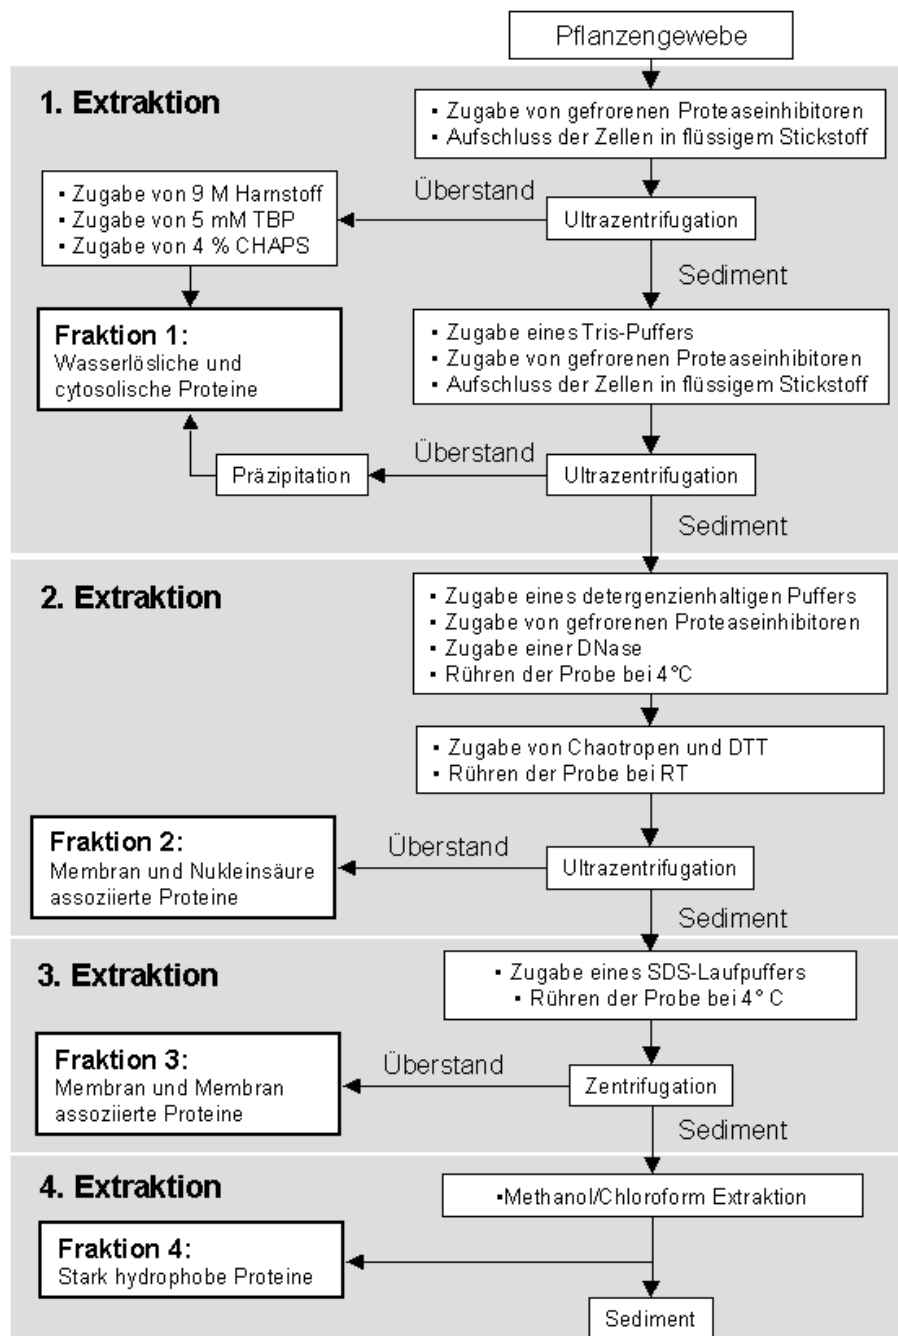 Pflanzengewebe
1. Extraktion
▪ Zugabe von gefrorenen Proteaseinhibitoren
▪ Aufschluss der Zellen in flüssigem Stickstoff
▪ Zugabe von 9 M Harnstoff
▪ Zugabe von 5 mM TBP
▪ Zugabe von 4 % CHAPS
Überstand
Ultrazentrifugation
Sediment
Fraktion 1:
Wasserlösliche und
cytosolische Proteine
▪ Zugabe eines Tris-Puffers
▪ Zugabe von gefrorenen Proteaseinhibitoren
▪ Aufschluss der Zellen in flüssigem Stickstoff
Präzipitation
Überstand
Ultrazentrifugation
Sediment
2. Extraktion
▪ Zugabe eines detergenzienhaltigen Puffers
▪ Zugabe von gefrorenen Proteaseinhibitoren
▪ Zugabe einer DNase
▪ Rühren der Probe bei 4°C
▪ Zugabe von Chaotropen und DTT
▪ Rühren der Probe bei RT
Fraktion 2:
Membran und Nukleinsäure
assoziierte Proteine
Überstand
Ultrazentrifugation
Sediment
3. Extraktion
▪ Zugabe eines SDS-Laufpuffers
▪ Rühren der Probe bei 4° C
Fraktion 3:
Membran und Membran
assoziierte Proteine
Überstand
Zentrifugation
Sediment
4. Extraktion
▪Methanol/Chloroform Extraktion
Fraktion 4:
Stark hydrophobe Proteine
Sediment